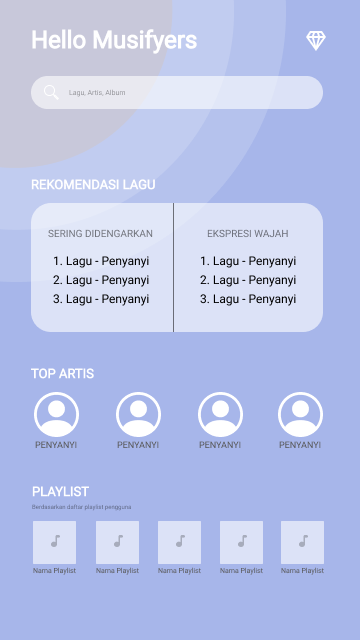 Hello Musifyers
Lagu, Artis, Album
REKOMENDASI LAGU
SERING DIDENGARKAN
1. Lagu - Penyanyi
2. Lagu - Penyanyi
3. Lagu - Penyanyi
EKSPRESI WAJAH
1. Lagu - Penyanyi
2. Lagu - Penyanyi
3. Lagu - Penyanyi
TOP ARTIS
PENYANYI PENYANYI PENYANYI PENYANYI
PLAYLIST
Berdasarkan daftar playlist pengguna
Nama Playlist Nama Playlist Nama Playlist Nama Playlist Nama Playlist